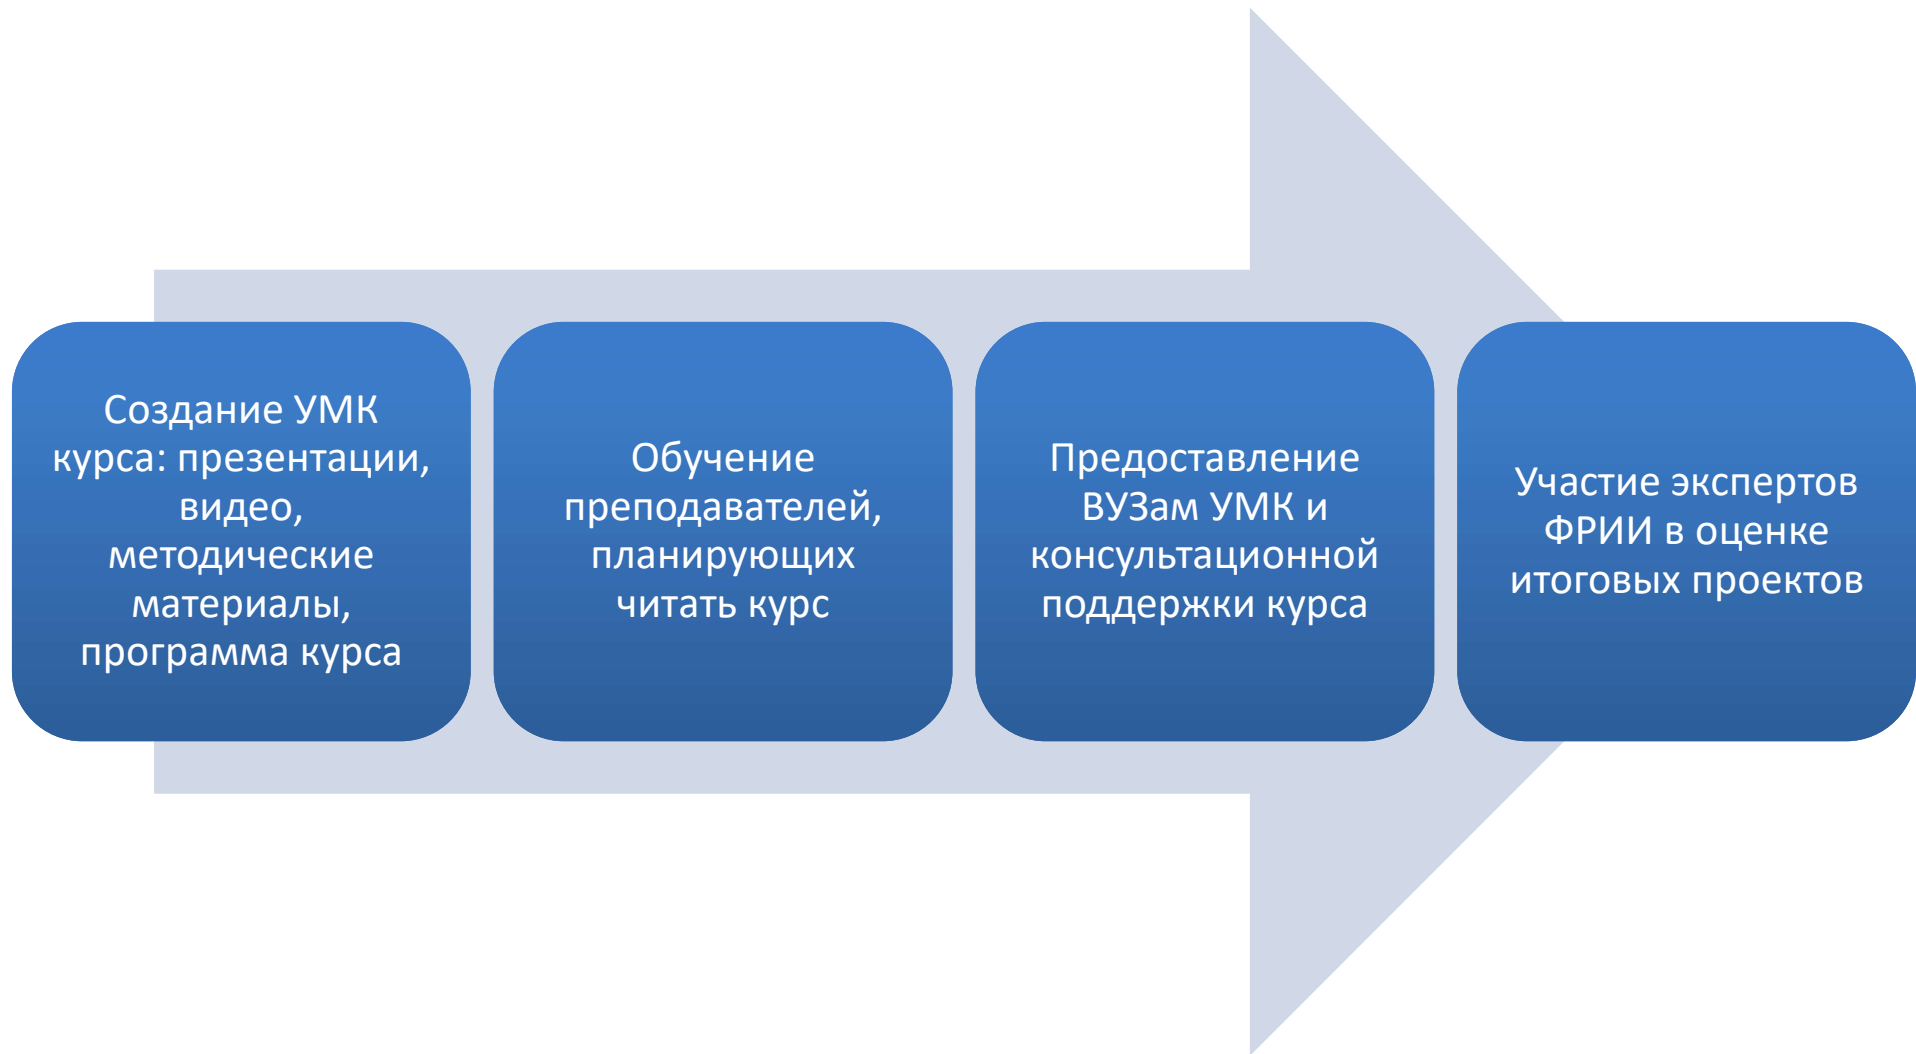 Создание УМК
курса: презентации,
видео,
методические
материалы,
программа курса
Обучение
преподавателей,
планирующих
читать курс
Предоставление
ВУЗам УМК и
консультационной
поддержки курса
Участие экспертов
ФРИИ в оценке
итоговых проектов